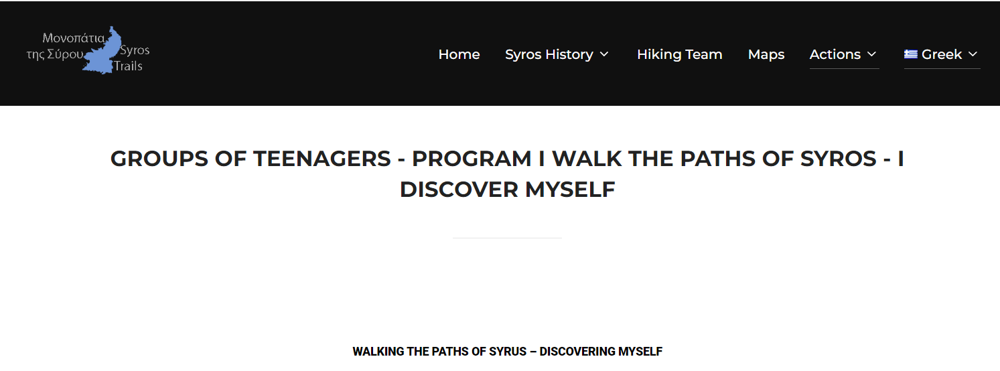 Μονοπάτια
της Σύρου
Syros
Trails
Home Syros History Hiking Team Maps Actions Greek
GROUPS OF TEENAGERS - PROGRAM I WALK THE PATHS OF SYROS - I
DISCOVER MYSELF
WALKING THE PATHS OF SYRUS – DISCOVERING MYSELF